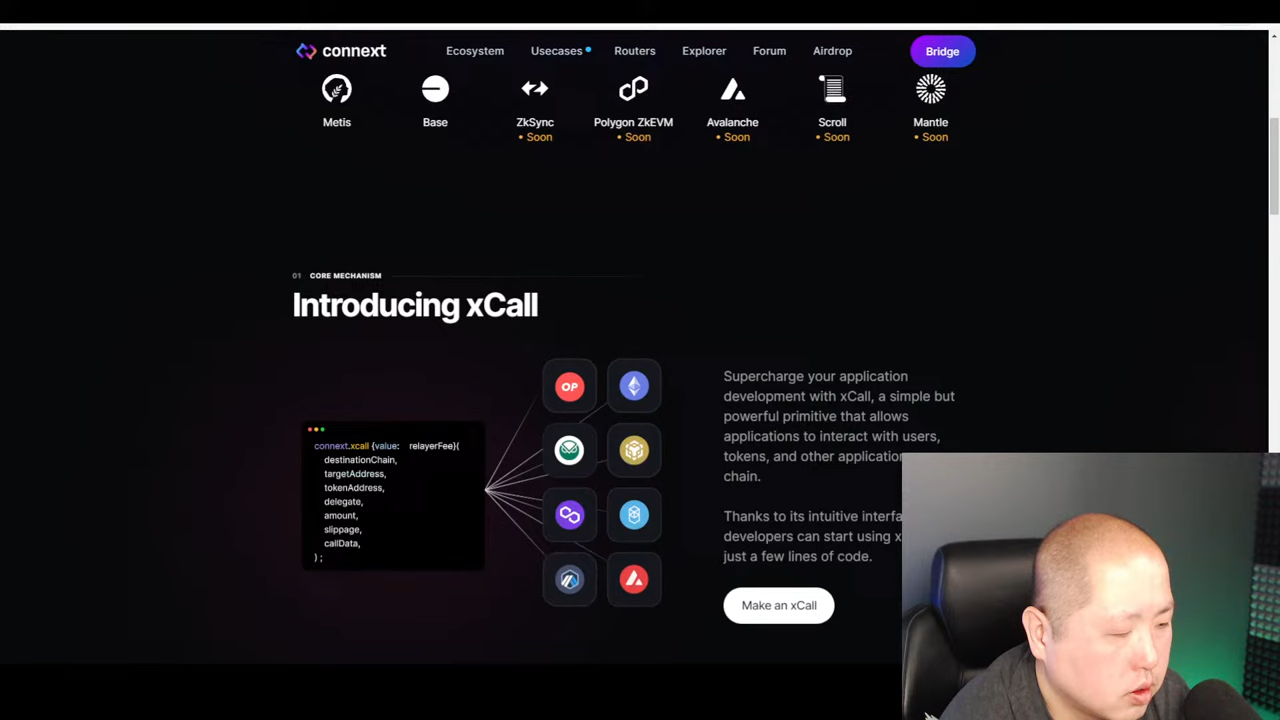 connext
Ecosystem Usecases Routers Explorer Forum Airdrop Bridge
Metis Base ZkSync Polygon ZkEVM Avalanche Scroll Mantle
• Soon • Soon • Soon • Soon • Soon
01 CORE MECHANISM
Introducing xCall
connext.xcall {value: relayerFee}(
destinationChain,
targetAddress,
tokenAddress,
delegate,
amount,
slippage,
callData,
) ;
OP
Supercharge your application
development with xCall, a simple but
powerful primitive that allows
applications to interact with users,
tokens, and other application
chain.
Thanks to its intuitive interfa
developers can start using x
just a few lines of code.
Make an xCall